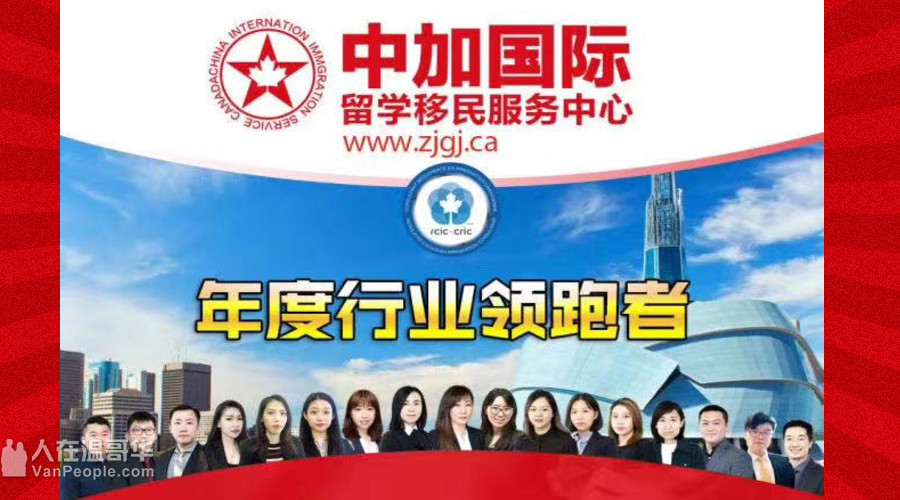 中加国际
留学移民服务中心
www.zjgj.ca
CANADACHINA INTERNATION IMMGRATION SERVICE
rcic·cric
年度行业领跑者
人在温哥华
VanPeople.com